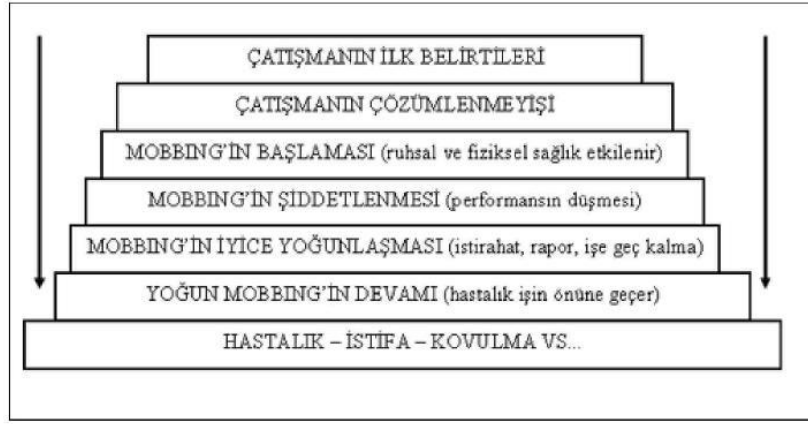 ÇATIŞMANIN İLK BELİRTİLERİ
ÇATIŞMANIN ÇÖZÜMLENMEYİŞİ
MOBBING'İN BAŞLAMASI (ruhsal ve fiziksel sağlık etkilenir)
MOBBING'İN ŞİDDETLENMESİ (performansın düşmesi)
MOBBING'İN İYİCE YOĞUNLAŞMASI (istirahat, rapor, işe geç kalma)
YOĞUN MOBBING'İN DEVAMI (hastalık işin önüne geçer)
HASTALIK – İSTİFA – KOVULMA VS...